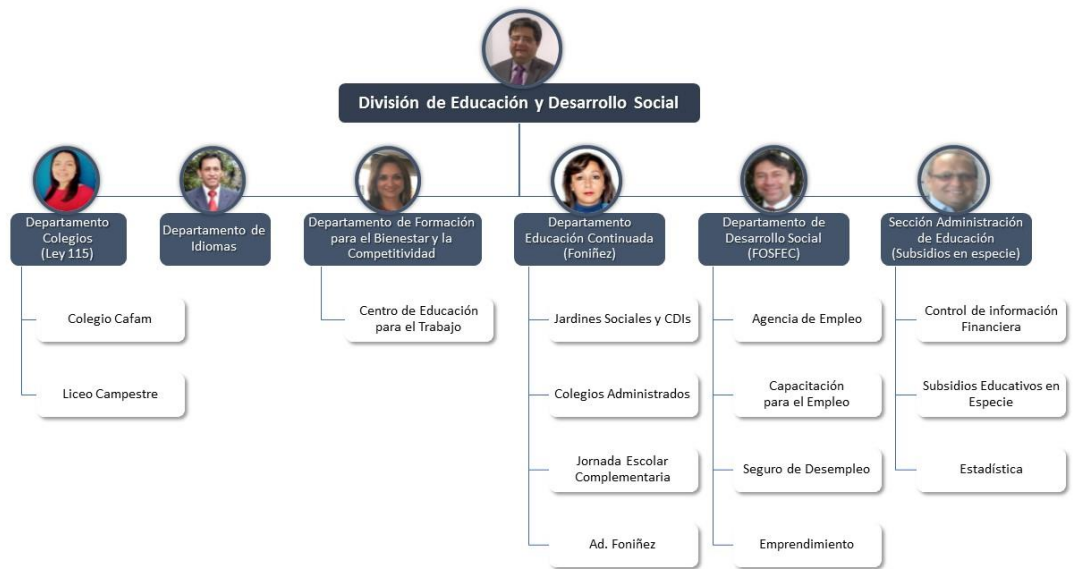 División de Educación y Desarrollo Social
Departamento
Colegios
(Ley 115)
Departamento de
Idiomas
Departamento de Formación
para el Bienestar y la
Competitividad
Departamento
Educación Continuada
(Foniñez)
Departamento de
Desarrollo Social
(FOSFEC)
Sección Administración
de Educación
(Subsidios en especie)
Colegio Cafam
Liceo Campestre
Centro de Educación
para el Trabajo
Jardines Sociales y CDIs
Colegios Administrados
Jornada Escolar
Complementaria
Ad. Foniñez
Agencia de Empleo
Capacitación
para el Empleo
Seguro de Desempleo
Emprendimiento
Control de información
Financiera
Subsidios Educativos en
Especie
Estadística